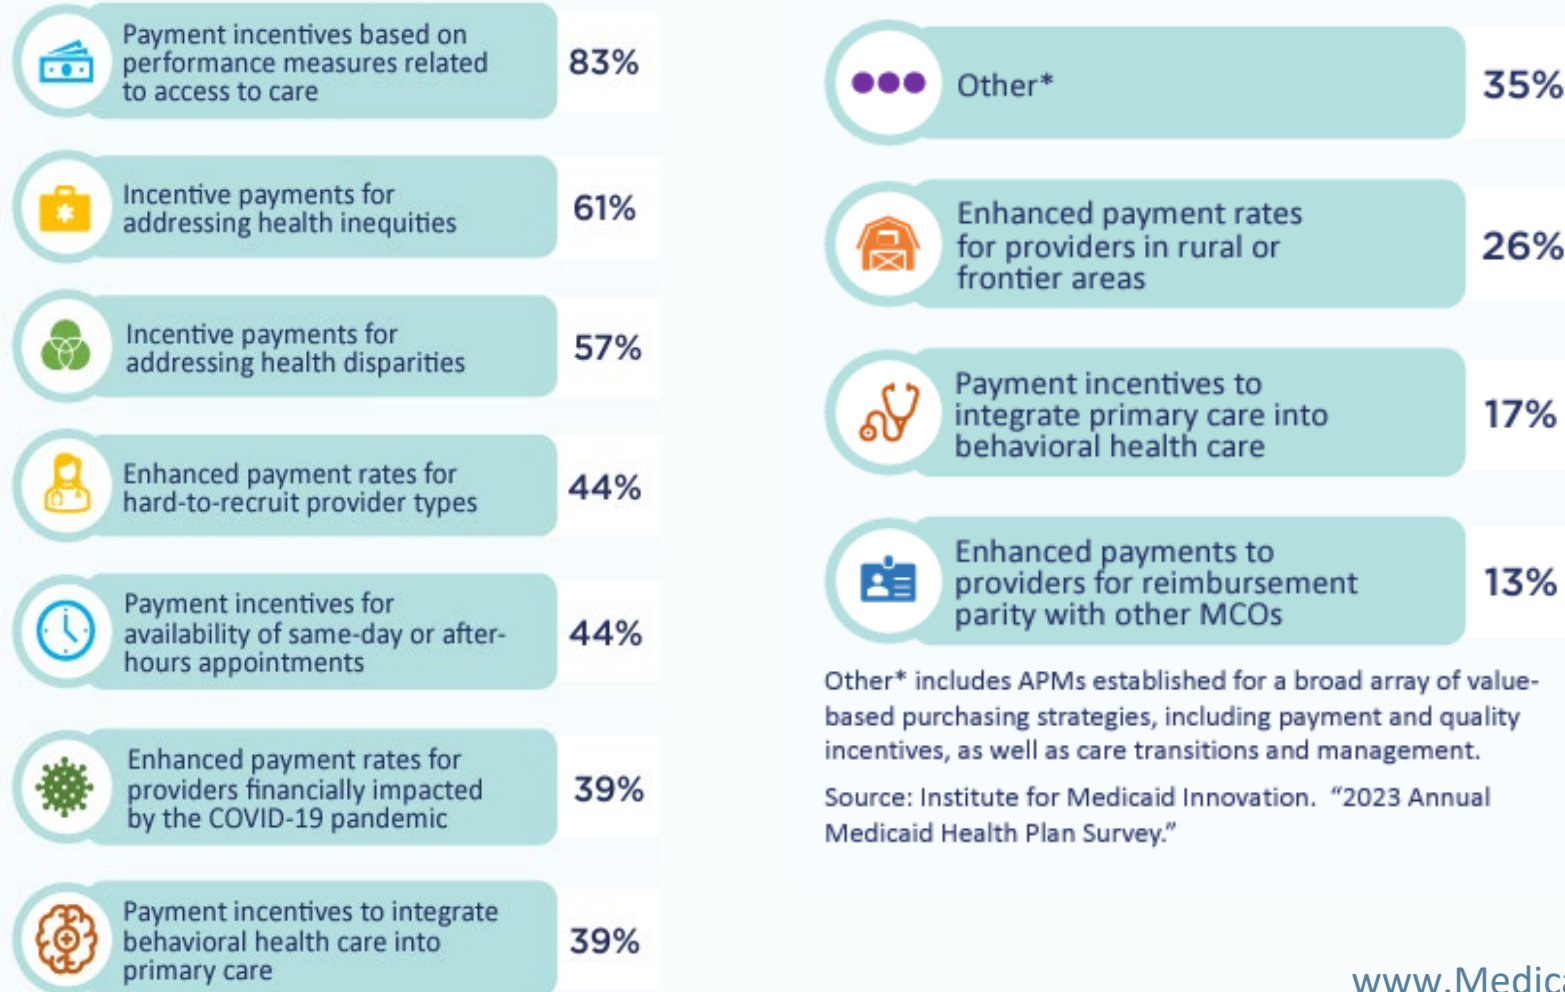 Payment incentives based on
performance measures related
to access to care
83%
Incentive payments for
addressing health inequities
61%
Incentive payments for
addressing health disparities
57%
Enhanced payment rates for
hard-to-recruit provider types
44%
Payment incentives for
availability of same-day or after-
hours appointments
44%
Enhanced payment rates for
providers financially impacted
by the COVID-19 pandemic
39%
Payment incentives to integrate
behavioral health care into
primary care
39%
Other*
35%
Enhanced payment rates
for providers in rural or
frontier areas
26%
Payment incentives to
integrate primary care into
behavioral health care
17%
Enhanced payments to
providers for reimbursement
parity with other MCOs
13%
Other* includes APMs established for a broad array of value-
based purchasing strategies, including payment and quality
incentives, as well as care transitions and management.
Source: Institute for Medicaid Innovation. “2023 Annual
Medicaid Health Plan Survey.”